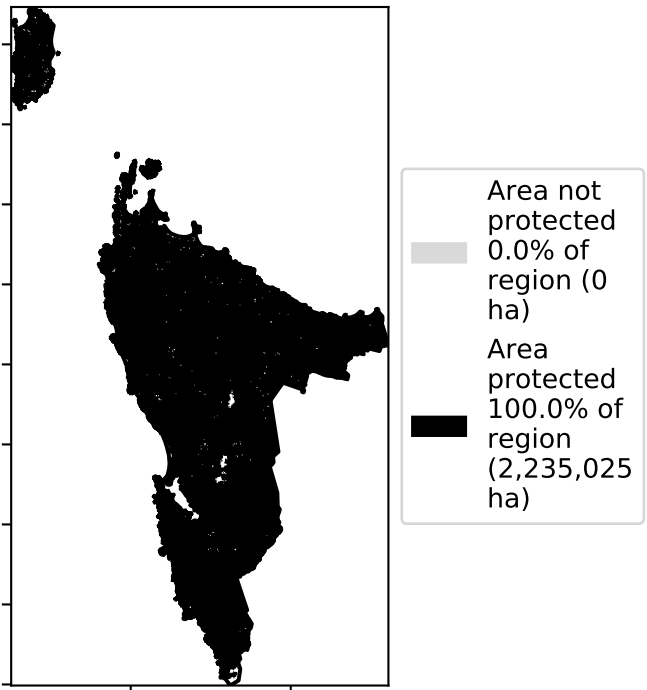 Area not
protected
0.0% of
region (0
ha)
Area
protected
100.0% of
region
(2,235,025
ha)